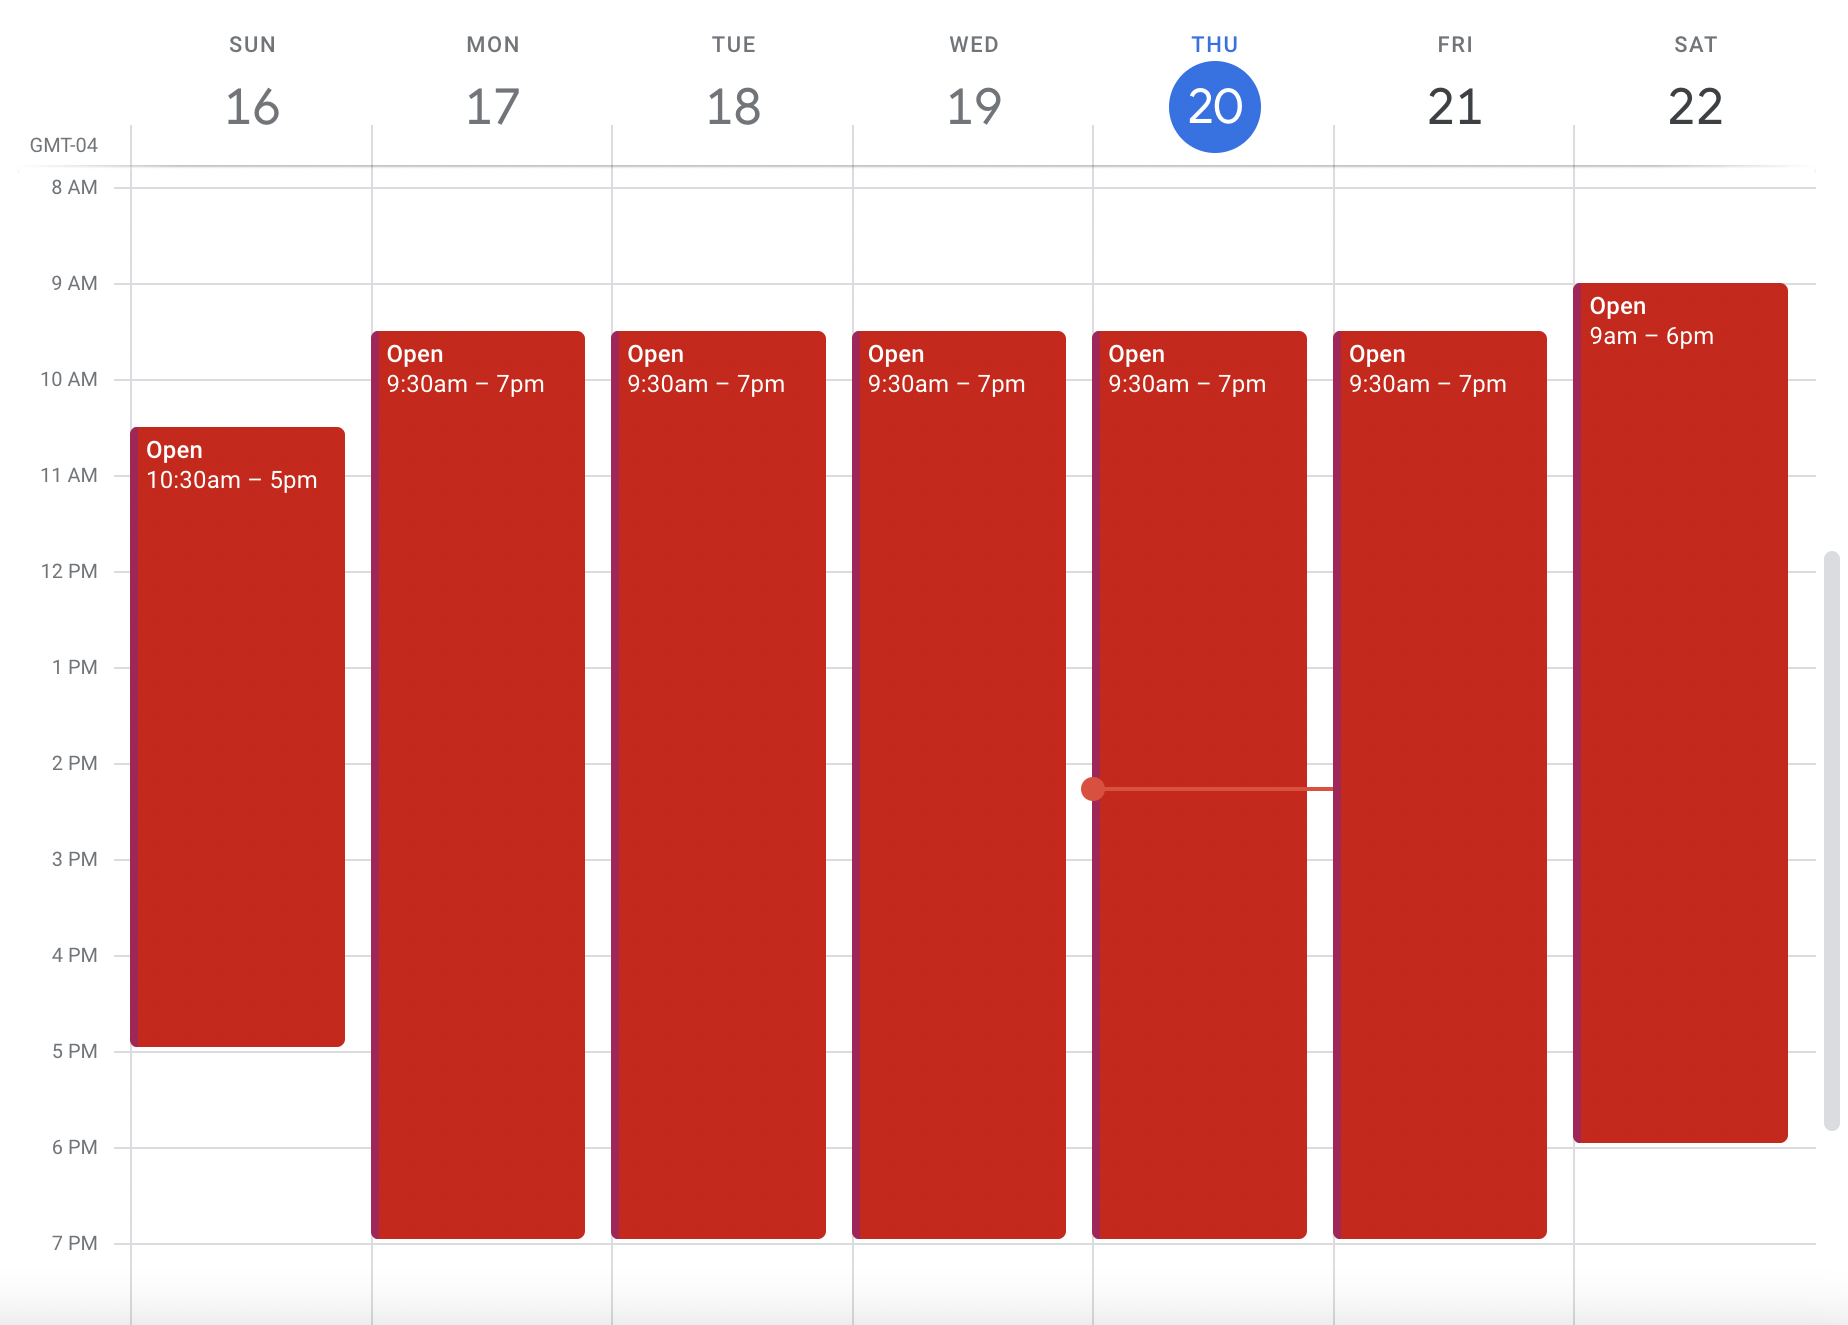 SUN MON TUE WED THU FRI SAT
16 17 18 19 20 21 22
GMT-04
8 AM
9 AM
10 AM
11 AM
12 PM
1 PM
2 PM
3 PM
4 PM
5 PM
6 PM
7 PM
Open
10:30am – 5pm
Open
9:30am – 7pm
Open
9:30am – 7pm
Open
9:30am – 7pm
Open
9:30am – 7pm
Open
9:30am – 7pm
Open
9am – 6pm